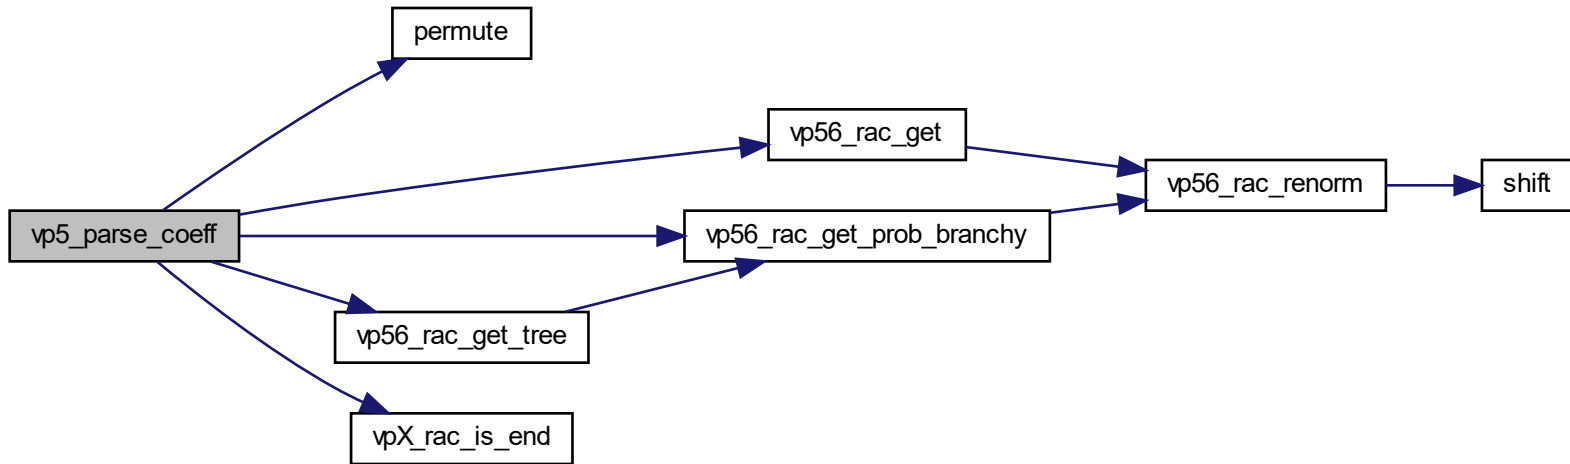 permute
vp56_rac_get
vp56_rac_renorm
shift
vp5_parse_coeff
vp56_rac_get_prob_branchy
vp56_rac_get_tree
vpX_rac_is_end